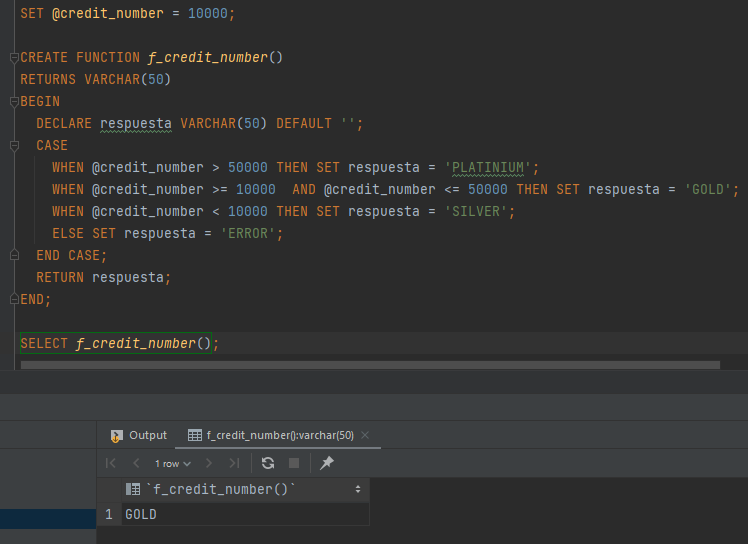 SET @credit_number = 10000;
CREATE FUNCTION f_credit_number()
RETURNS VARCHAR(50)
BEGIN
DECLARE respuesta VARCHAR(50) DEFAULT '';
CASE
WHEN @credit_number > 50000 THEN SET respuesta = 'PLATINIUM';
WHEN @credit_number >= 10000  AND @credit_number <= 50000 THEN SET respuesta = 'GOLD';
WHEN @credit_number < 10000 THEN SET respuesta = 'SILVER';
ELSE SET respuesta = 'ERROR';
END CASE;
RETURN respuesta;
END;
SELECT f_credit_number();
Output f_credit_number():varchar(50)
1 row
`f_credit_number()`
1 GOLD